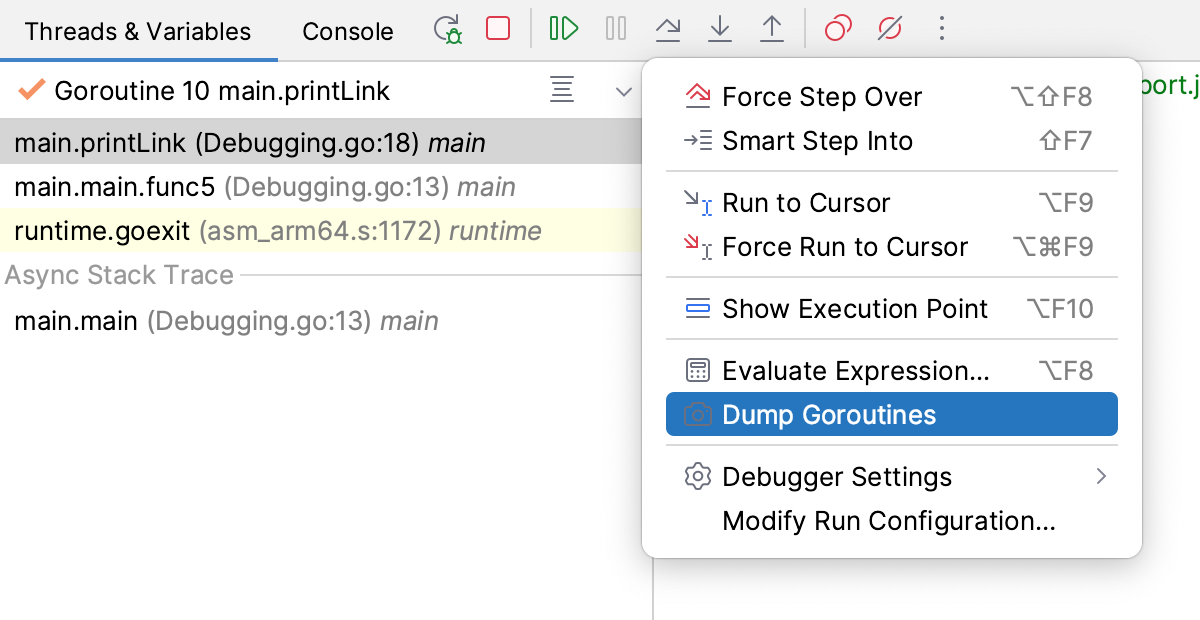 Threads & Variables
Console
Goroutine 10 main.printLink
main.printLink (Debugging.go:18) main
main.main.func5 (Debugging.go:13) main
runtime.goexit (asm_arm64.s:1172) runtime
Async Stack Trace
main.main (Debugging.go:13) main
port.j
Force Step Over ⌥⇧F8
Smart Step Into ⇧F7
Run to Cursor ⌥F9
Force Run to Cursor ⌥⌘F9
Show Execution Point ⌥F10
Evaluate Expression... ⌥F8
Dump Goroutines
Debugger Settings
Modify Run Configuration...